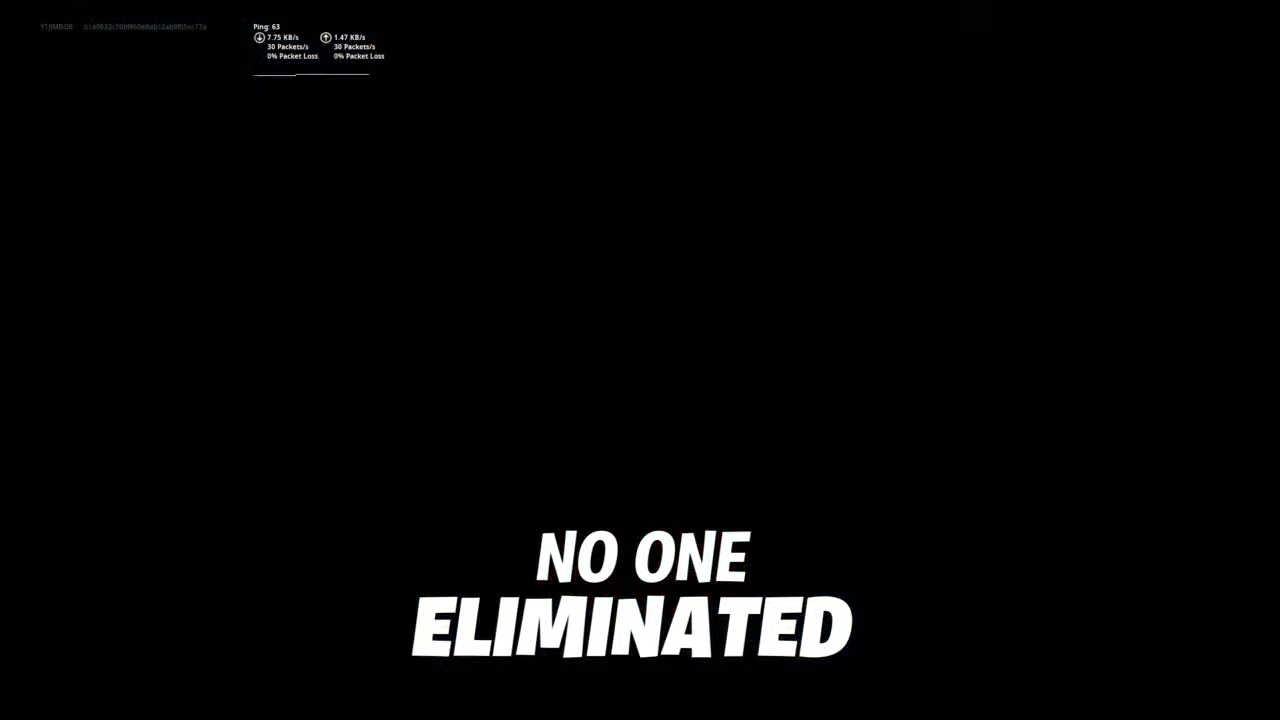 YTJIMBOB
Ping: 63
7.75 KB/s 1.47 KB/s
30 Packets/s 30 Packets/s
0% Packet Loss 0% Packet Loss
NO ONE
ELIMINATED